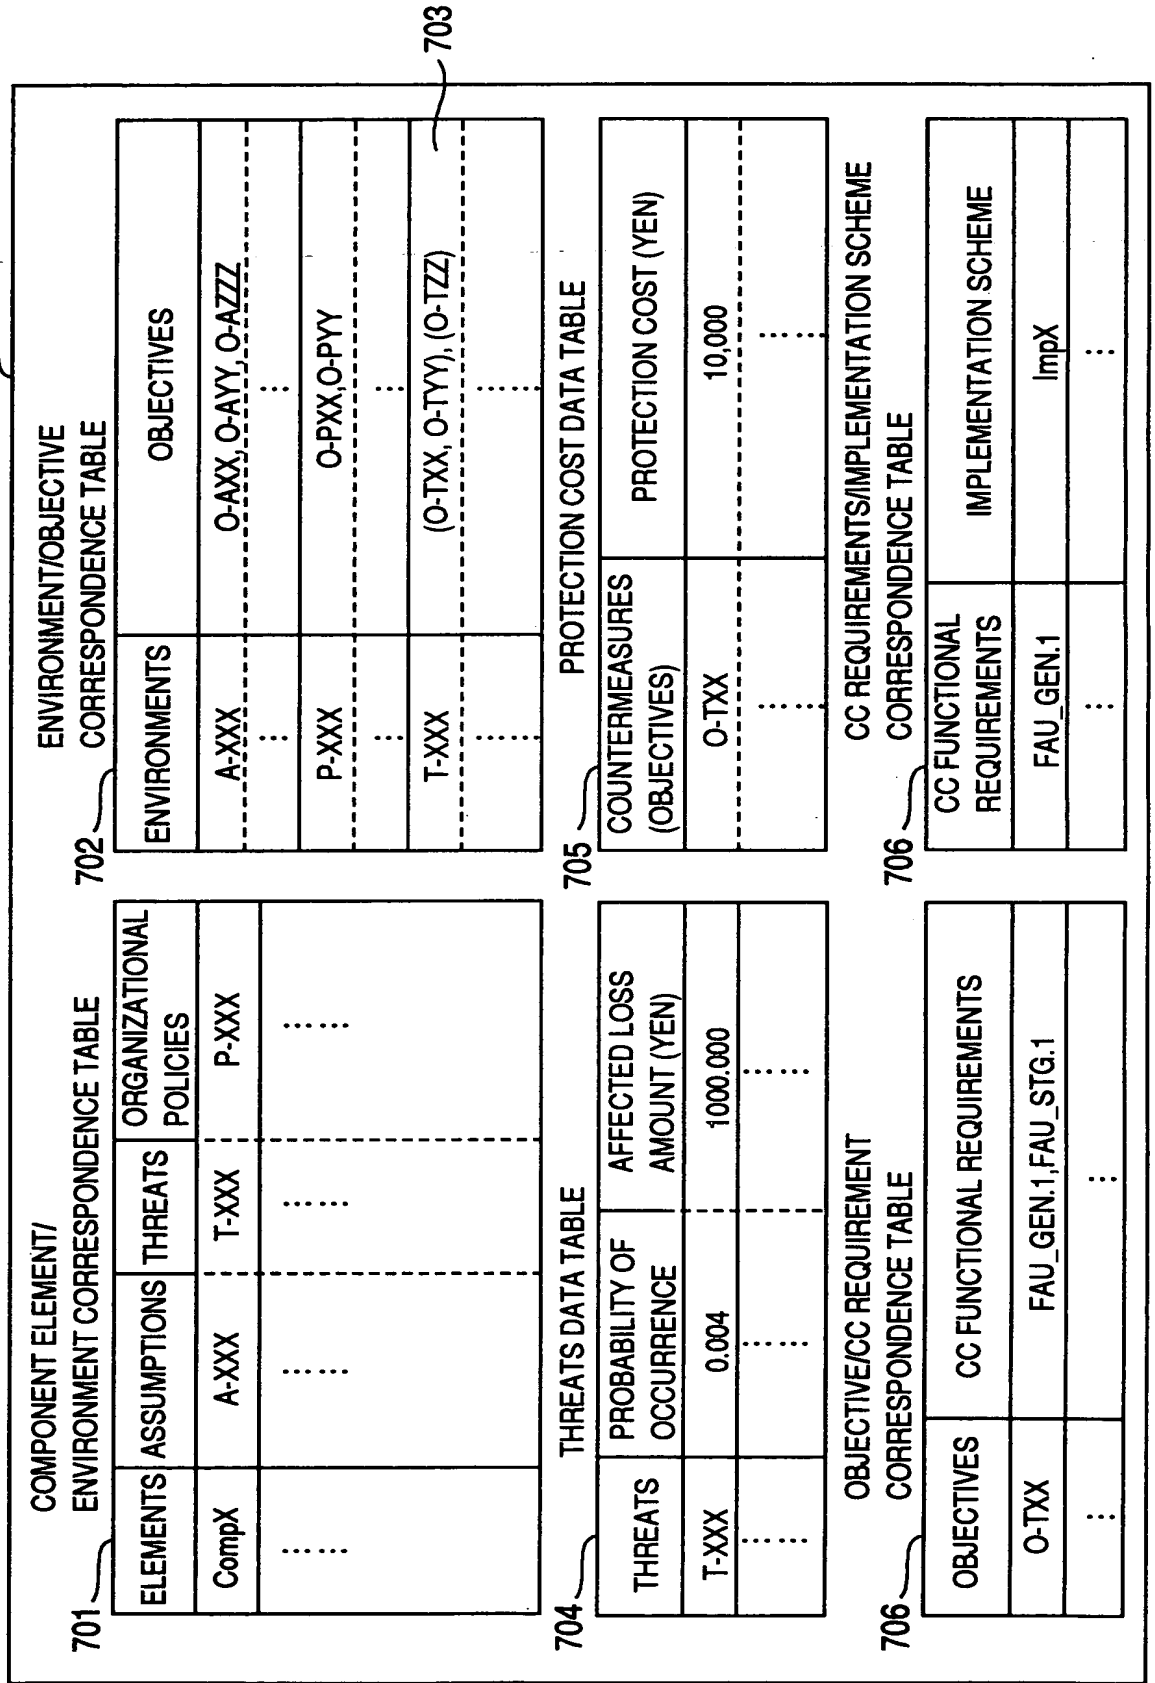 COMPONENT ELEMENT/
ENVIRONMENT CORRESPONDENCE TABLE
701
ELEMENTS ASSUMPTIONS THREATS ORGANIZATIONAL
POLICIES
CompX A-XXX T-XXX P-XXX
...... ...... ...... ......
ENVIRONMENT/OBJECTIVE
CORRESPONDENCE TABLE
702
ENVIRONMENTS OBJECTIVES
A-XXX O-AXX, O-AYY, O-AZZZ
... ...
P-XXX O-PXX,O-PYY
... ...
T-XXX (O-TXX, O-TYY), (O-TZZ)
...... ......
703
THREATS DATA TABLE
704
THREATS PROBABILITY OF
OCCURRENCE AFFECTED LOSS
AMOUNT (YEN)
T-XXX 0.004 1000.000
...... ...... ......
PROTECTION COST DATA TABLE
705
COUNTERMEASURES
(OBJECTIVES) PROTECTION COST (YEN)
O-TXX 10,000
...... ......
OBJECTIVE/CC REQUIREMENT
CORRESPONDENCE TABLE
706
OBJECTIVES CC FUNCTIONAL REQUIREMENTS
O-TXX FAU_GEN.1,FAU_STG.1
... ...
CC REQUIREMENTS/IMPLEMENTATION SCHEME
CORRESPONDENCE TABLE
706
CC FUNCTIONAL
REQUIREMENTS IMPLEMENTATION SCHEME
FAU_GEN.1 ImpX
... ...